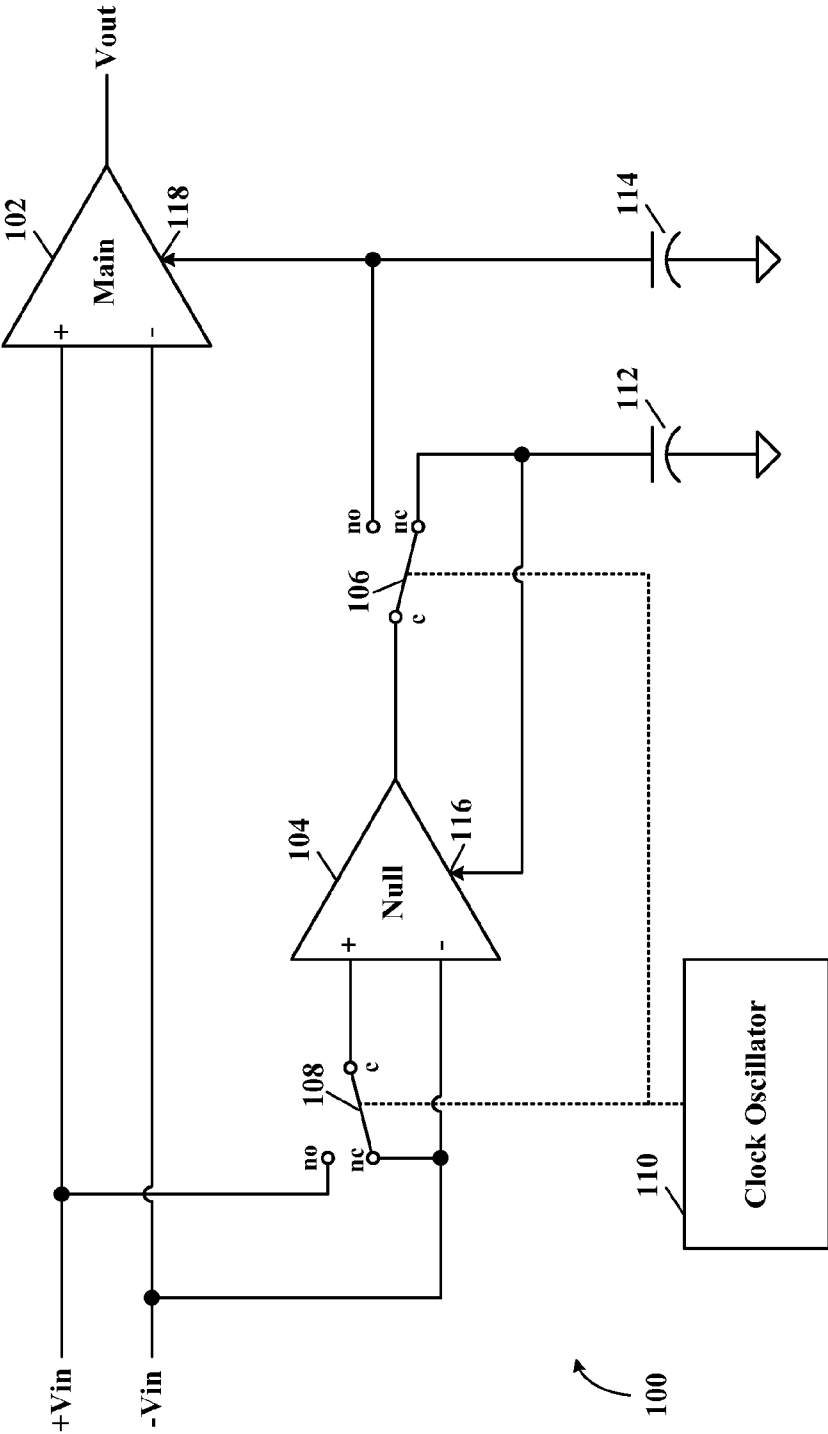 +Vin
-Vin
Vout
102
+
-
Main
118
no
nc
c
106
114
112
104
+
-
Null
116
no
nc
c
108
110
Clock Oscillator
100